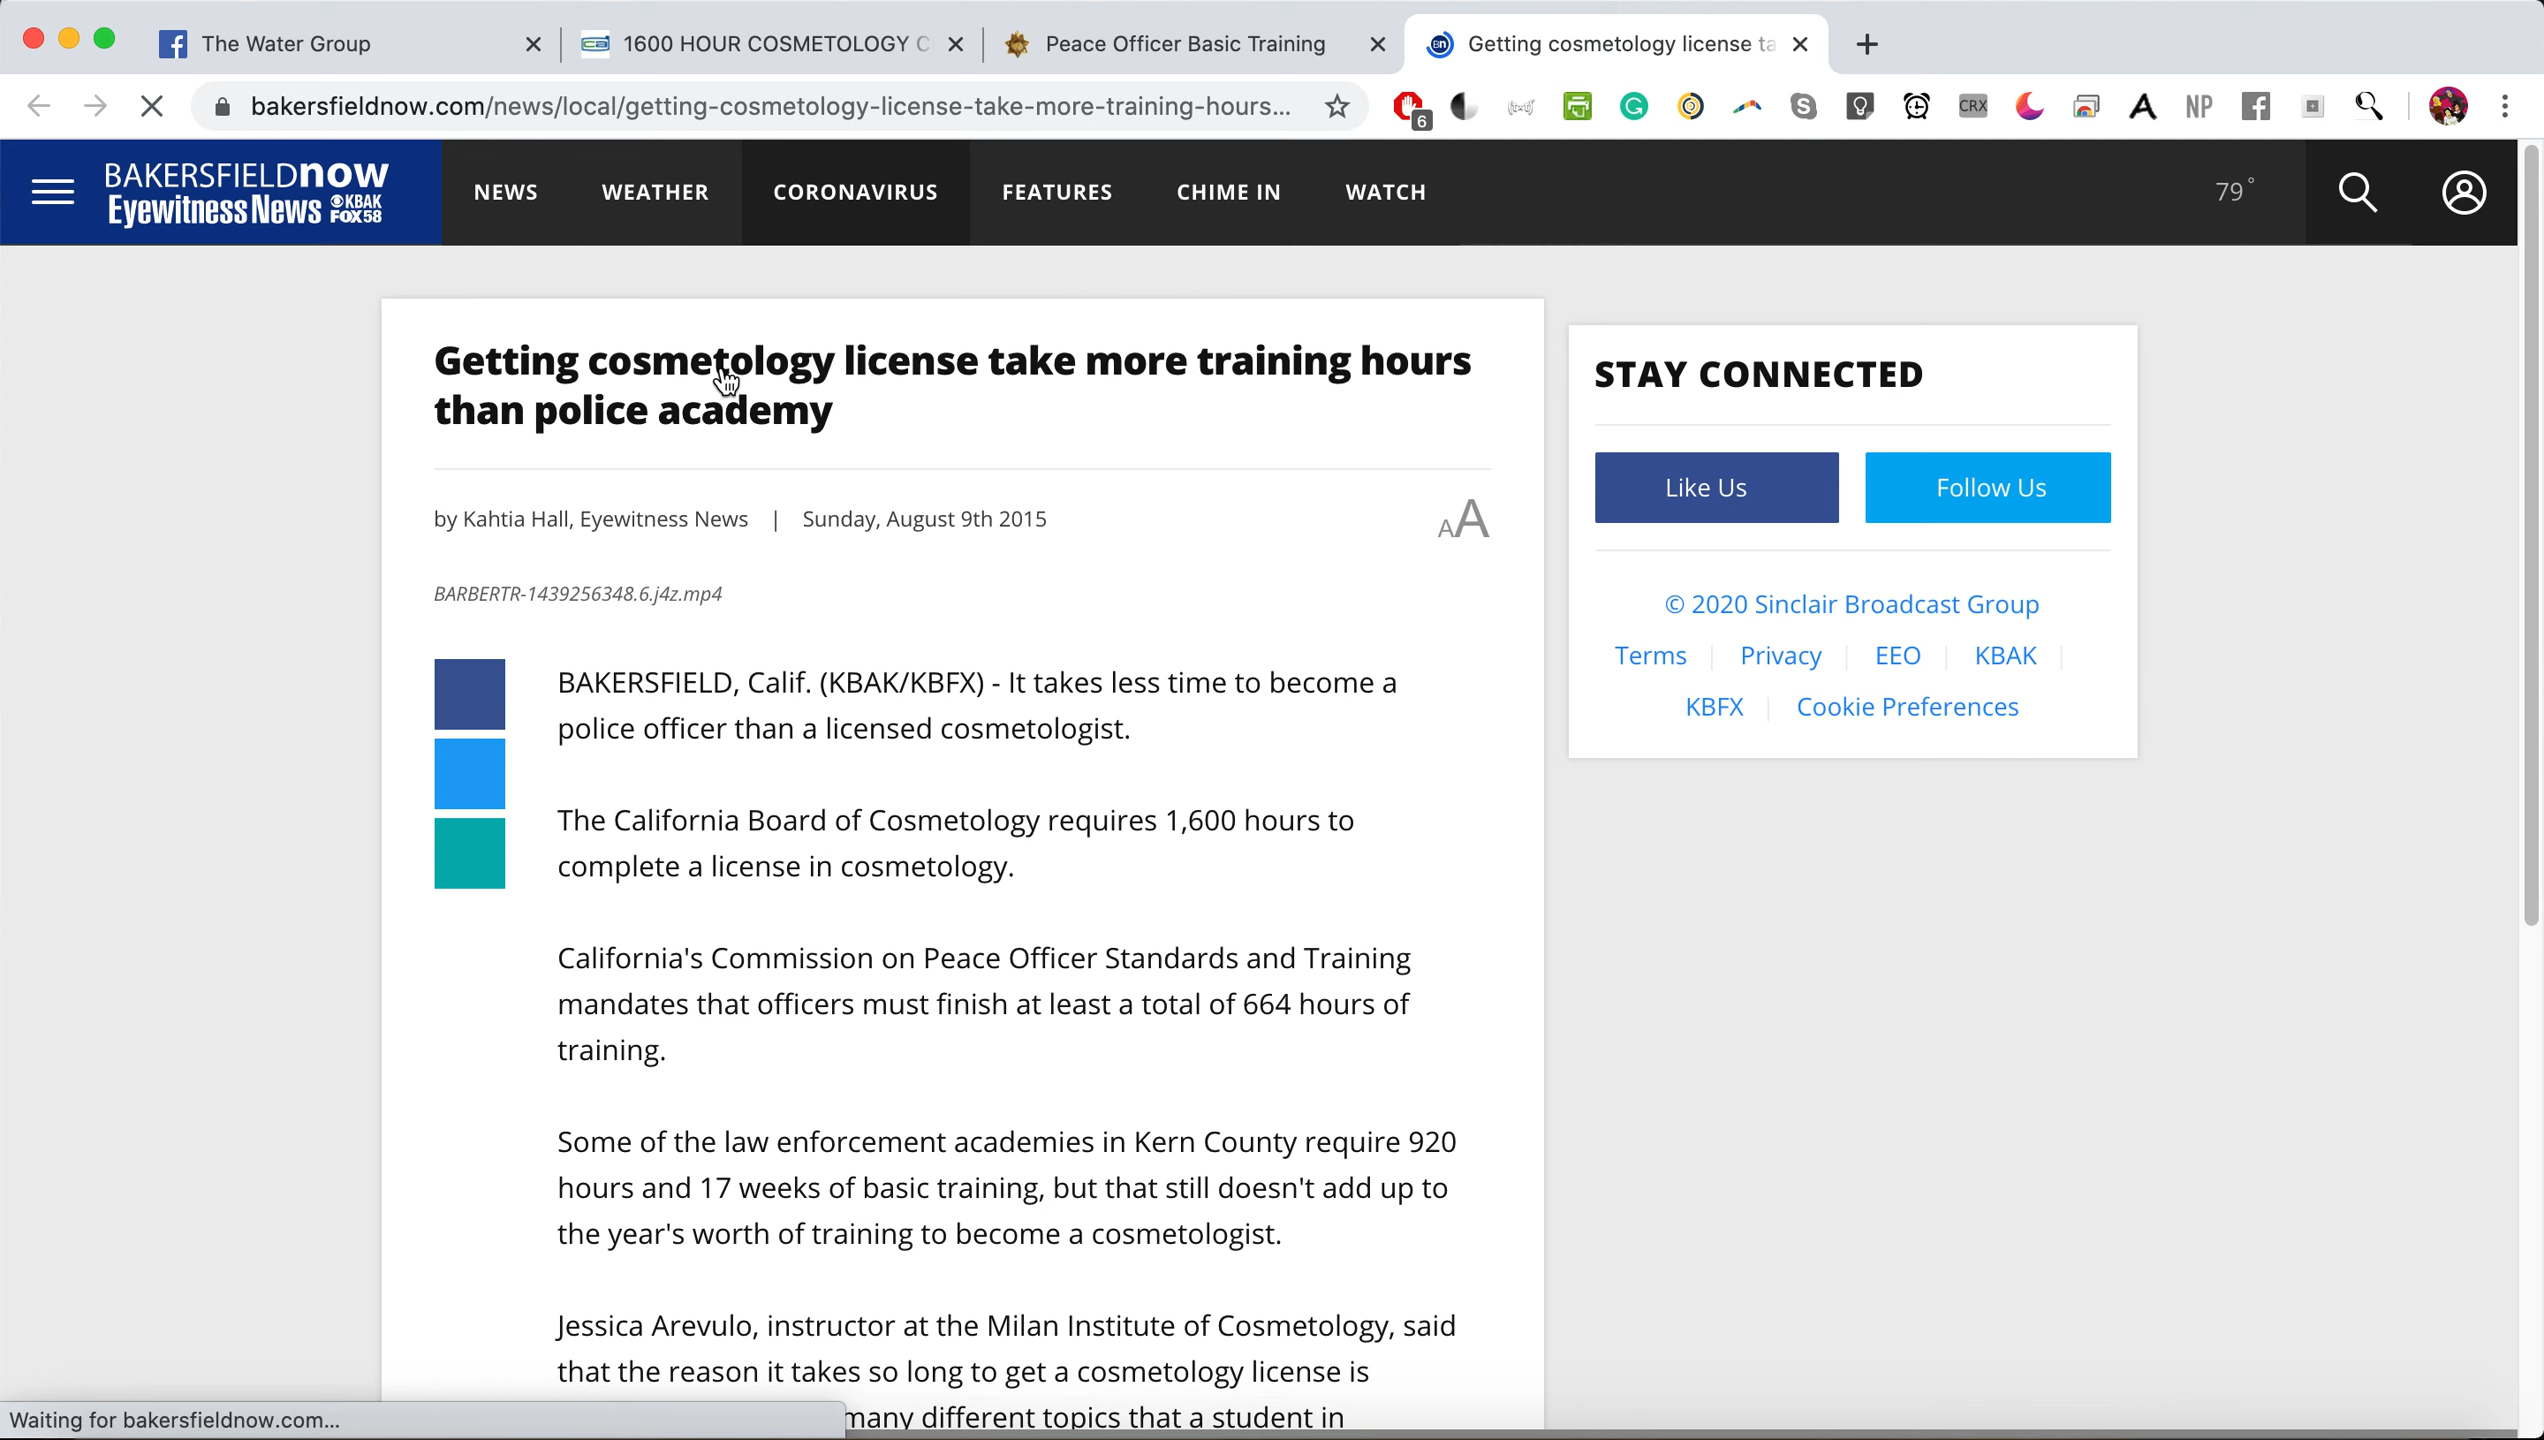 The Water Group
1600 HOUR COSMETOLOGY C
Peace Officer Basic Training
Getting cosmetology license ta
bakersfieldnow.com/news/local/getting-cosmetology-license-take-more-training-hours...
6
CRX
NP
BAKERSFIELDnow
Eyewitness News KBAK FOX58
NEWS
WEATHER
CORONAVIRUS
FEATURES
CHIME IN
WATCH
79°
Getting cosmetology license take more training hours
than police academy
by Kahtia Hall, Eyewitness News | Sunday, August 9th 2015
AA
BARBERTR-1439256348.6.j4z.mp4
BAKERSFIELD, Calif. (KBAK/KBFX) - It takes less time to become a
police officer than a licensed cosmetologist.
The California Board of Cosmetology requires 1,600 hours to
complete a license in cosmetology.
California's Commission on Peace Officer Standards and Training
mandates that officers must finish at least a total of 664 hours of
training.
Some of the law enforcement academies in Kern County require 920
hours and 17 weeks of basic training, but that still doesn't add up to
the year's worth of training to become a cosmetologist.
Jessica Arevulo, instructor at the Milan Institute of Cosmetology, said
that the reason it takes so long to get a cosmetology license is
many different topics that a student in
STAY CONNECTED
Like Us
Follow Us
© 2020 Sinclair Broadcast Group
Terms
Privacy
EEO
KBAK
KBFX
Cookie Preferences
Waiting for bakersfieldnow.com...